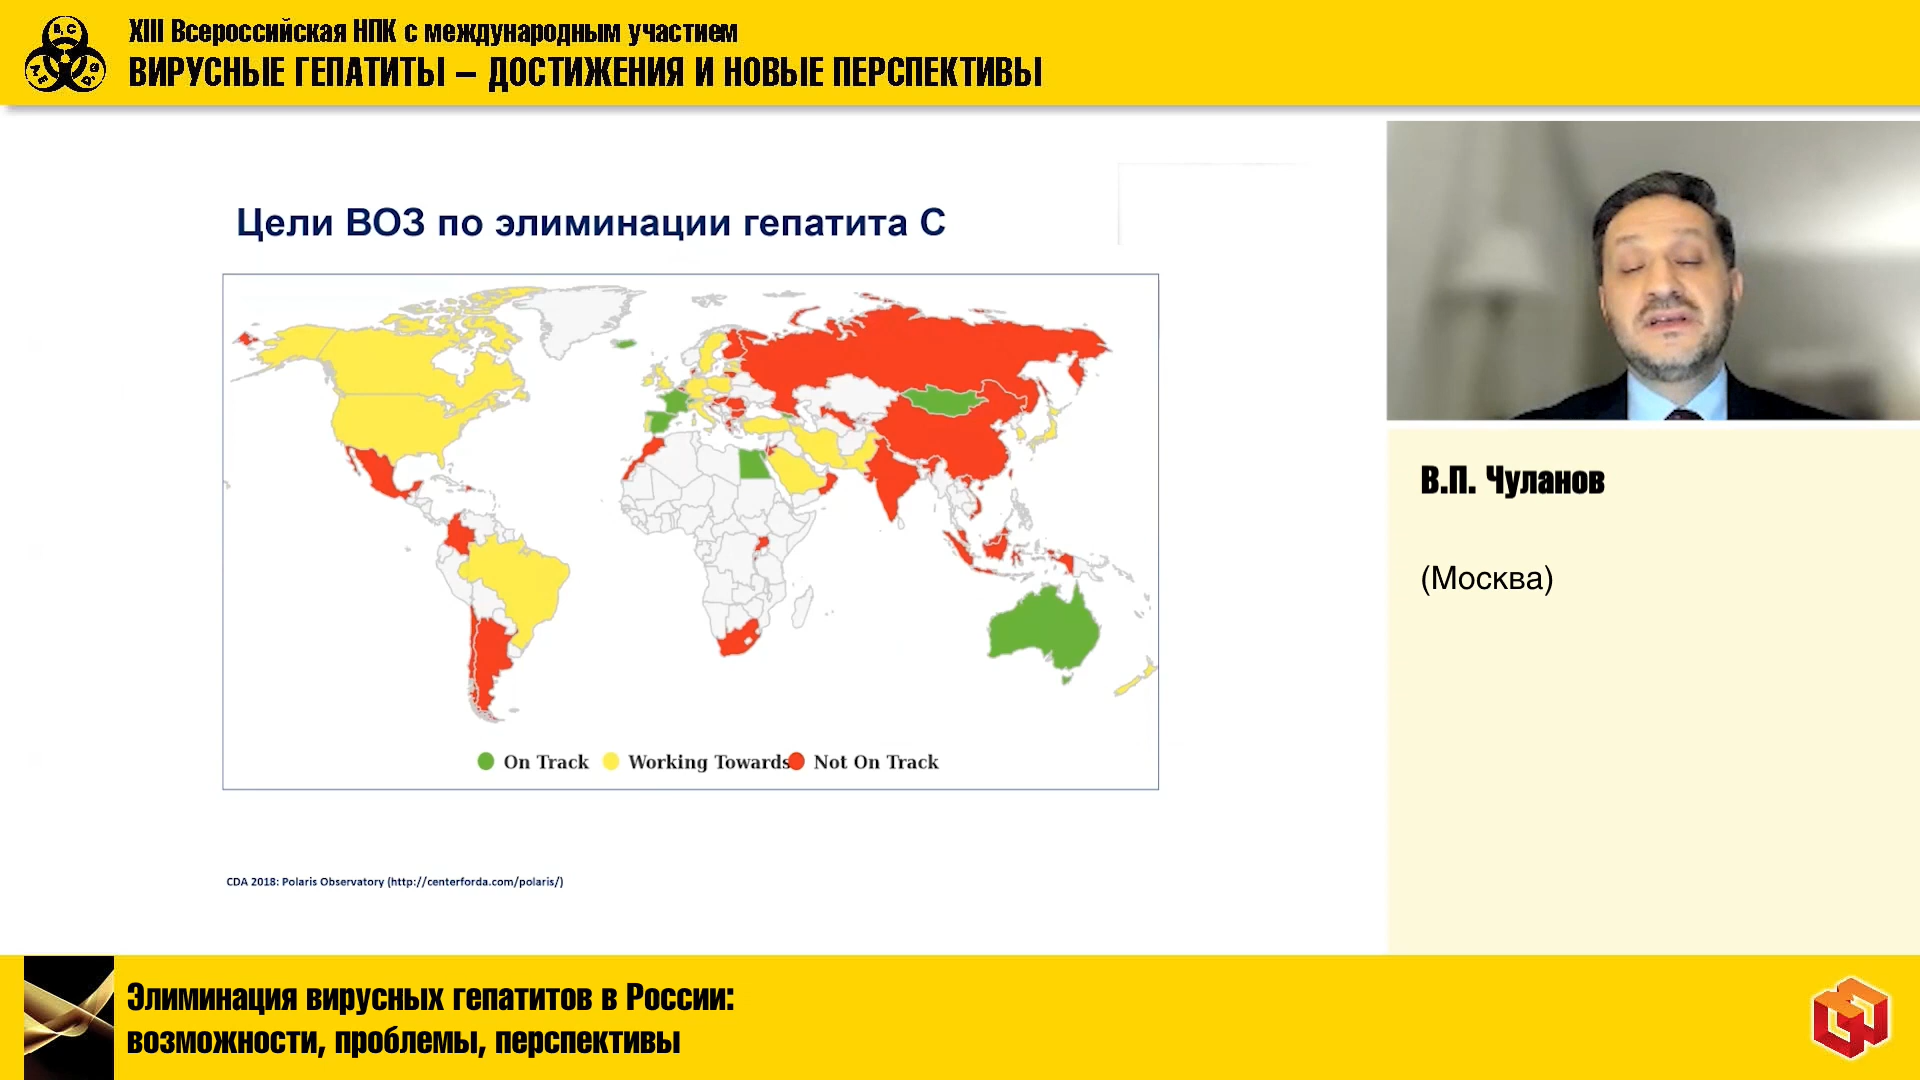 XIII Всероссийская НПК с международным участием
ВИРУСНЫЕ ГЕПАТИТЫ – ДОСТИЖЕНИЯ И НОВЫЕ ПЕРСПЕКТИВЫ
Цели ВОЗ по элиминации гепатита С
On Track
Working Towards
Not On Track
CDA 2018: Polaris Observatory (http://centerforda.com/polaris/)
В.П. Чуланов
(Москва)
Элиминация вирусных гепатитов в России:
возможности, проблемы, перспективы